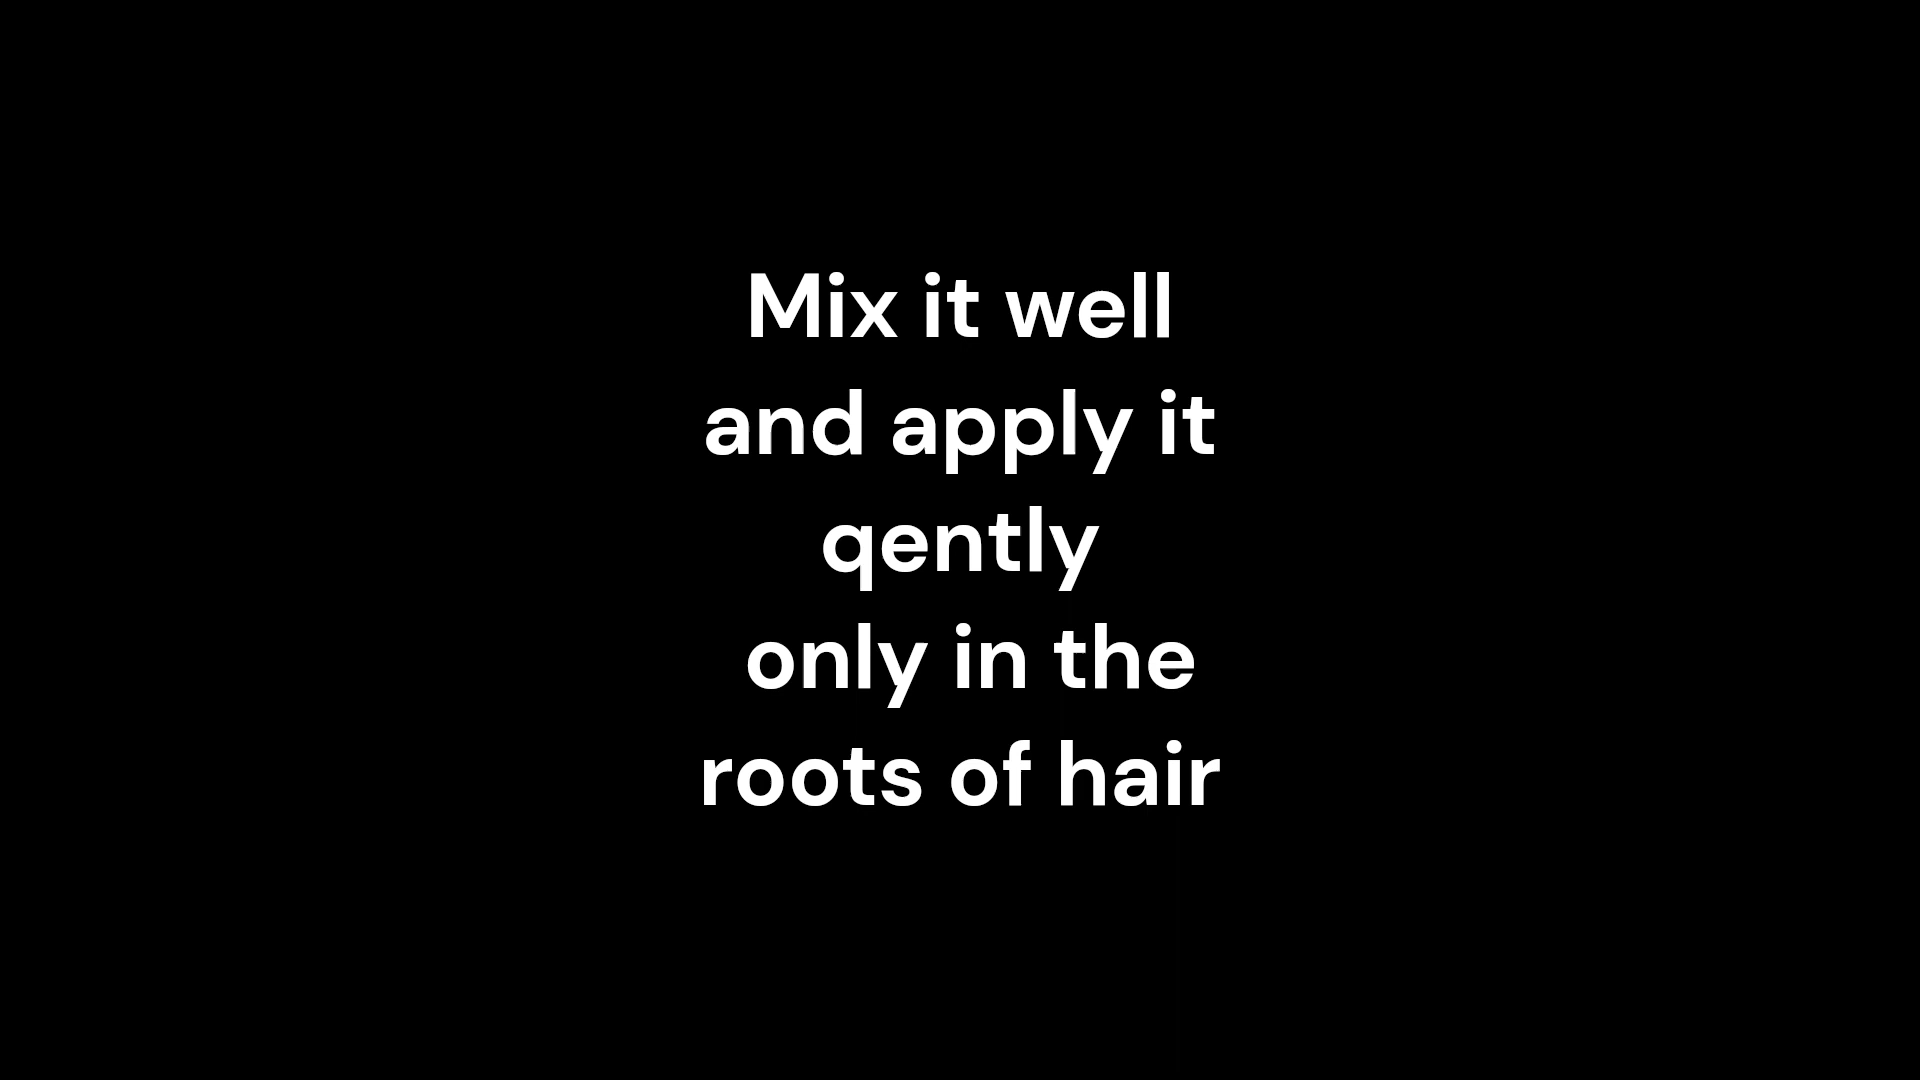 Mix it well
and apply it
qently
only in the
roots of hair